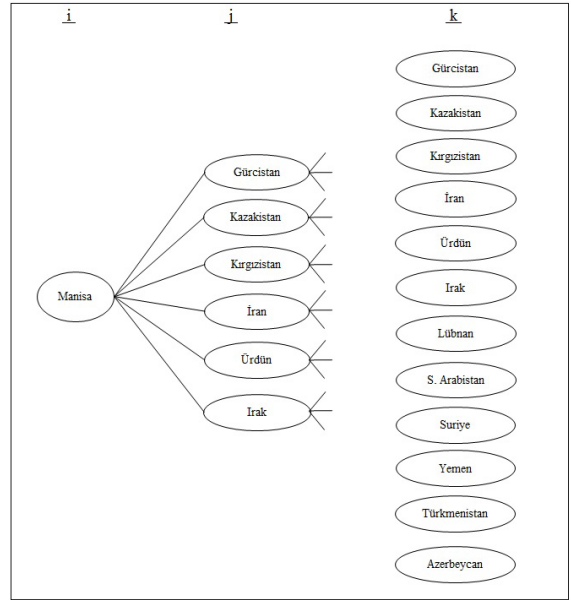 i j k
Gürcistan
Kazakistan
Kırgızistan
İran
Ürdün
Irak
Lübnan
S. Arabistan
Suriye
Yemen
Türkmenistan
Azerbeycan
Gürcistan
Kazakistan
Kırgızistan
İran
Ürdün
Irak
Manisa